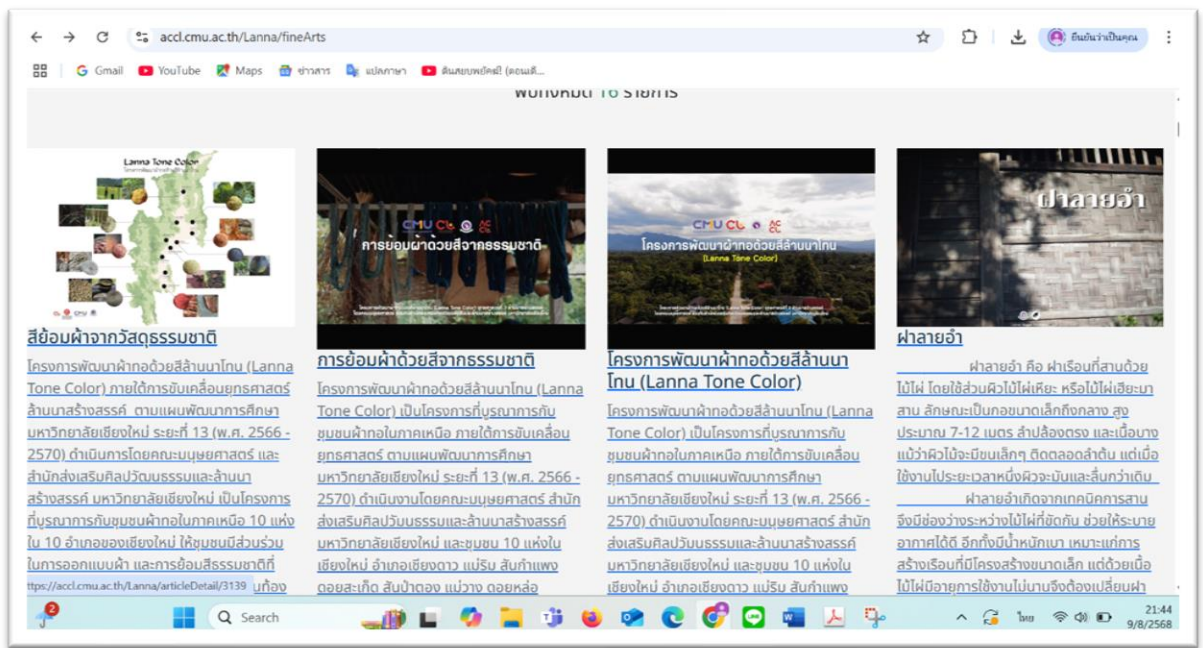 accl.cmu.ac.th/Lanna/fineArts
ยืนยันว่าเป็นคุณ
Gmail
YouTube
Maps
ข่าวสาร
แปลภาษา
พบทั้งหมด 16 รายการ
Lanna Tone Color
สีย้อมผ้าจากวัสดุธรรมชาติ
โครงการพัฒนาผ้าทอด้วยสีล้านนาโทน (Lanna
Tone Color) ภายใต้การขับเคลื่อนยุทธศาสตร์
ล้านนาสร้างสรรค์ ตามแผนพัฒนาการศึกษา
มหาวิทยาลัยเชียงใหม่ ระยะที่ 13 (พ.ศ. 2566 -
2570) ดำเนินการโดยคณะมนุษยศาสตร์ และ
สำนักส่งเสริมศิลปวัฒนธรรมและล้านนา
สร้างสรรค์ มหาวิทยาลัยเชียงใหม่ เป็นโครงการ
ที่บูรณาการกับชุมชนผ้าทอในภาคเหนือ 10 แห่ง
ใน 10 อำเภอของเชียงใหม่ ให้ชุมชนมีส่วนร่วม
ในการออกแบบผ้า และการย้อมสีธรรมชาติที่
ttps://accl.cmu.ac.th/Lanna/articleDetail/3139
CMU CL
การย้อมผ้าด้วยสีจากธรรมชาติ
การย้อมผ้าด้วยสีจากธรรมชาติ
โครงการพัฒนาผ้าทอด้วยสีล้านนาโทน (Lanna
Tone Color) เป็นโครงการที่บูรณาการกับ
ชุมชนผ้าทอในภาคเหนือ ภายใต้การขับเคลื่อน
ยุทธศาสตร์ ตามแผนพัฒนาการศึกษา
มหาวิทยาลัยเชียงใหม่ ระยะที่ 13 (พ.ศ. 2566 -
2570) ดำเนินงานโดยคณะมนุษยศาสตร์ สำนัก
ส่งเสริมศิลปวัฒนธรรมและล้านนาสร้างสรรค์
มหาวิทยาลัยเชียงใหม่ และชุมชน 10 แห่งใน
เชียงใหม่ อำเภอเชียงดาว แม่ริม สันกำแพง
ดอยสะเก็ด สันป่าตอง แม่วาง ดอยหล่อ
CMU CL
โครงการพัฒนาผ้าทอด้วยสีล้านนาโทน
(Lanna Tone Color)
โครงการพัฒนาผ้าทอด้วยสีล้านนา
โทน (Lanna Tone Color)
โครงการพัฒนาผ้าทอด้วยสีล้านนาโทน (Lanna
Tone Color) เป็นโครงการที่บูรณาการกับ
ชุมชนผ้าทอในภาคเหนือ ภายใต้การขับเคลื่อน
ยุทธศาสตร์ ตามแผนพัฒนาการศึกษา
มหาวิทยาลัยเชียงใหม่ ระยะที่ 13 (พ.ศ. 2566 -
2570) ดำเนินงานโดยคณะมนุษยศาสตร์ สำนัก
ส่งเสริมศิลปวัฒนธรรมและล้านนาสร้างสรรค์
มหาวิทยาลัยเชียงใหม่ และชุมชน 10 แห่งใน
เชียงใหม่ อำเภอเชียงดาว แม่ริม สันกำแพง
ฝาลายอำ
ฝาลายอำ
ฝาลายอำ คือ ฝาเรือนที่สานด้วย
ไม้ไผ่ โดยใช้ส่วนผิวไม้ไผ่เหียะ หรือไม้ไผ่เฮียะมา
สาน ลักษณะเป็นกอขนาดเล็กถึงกลาง สูง
ประมาณ 7-12 เมตร ลำปล้องตรง และเนื้อบาง
แม้ว่าผิวไม้จะมีขนเล็กๆ ติดตลอดลำต้น แต่เมื่อ
ใช้งานไประยะเวลาหนึ่งผิวจะมันและลื่นกว่าเดิม
ฝาลายอำเกิดจากเทคนิคการสาน
จึงมีช่องว่างระหว่างไม้ไผ่ที่ขัดกัน ช่วยให้ระบาย
อากาศได้ดี อีกทั้งมีน้ำหนักเบา เหมาะแก่การ
สร้างเรือนที่มีโครงสร้างขนาดเล็ก แต่ด้วยเนื้อ
ไม้ไผ่มีอายุการใช้งานไม่นานจึงต้องเปลี่ยนฝา
2
Search
ไทย
21:44
9/8/2568